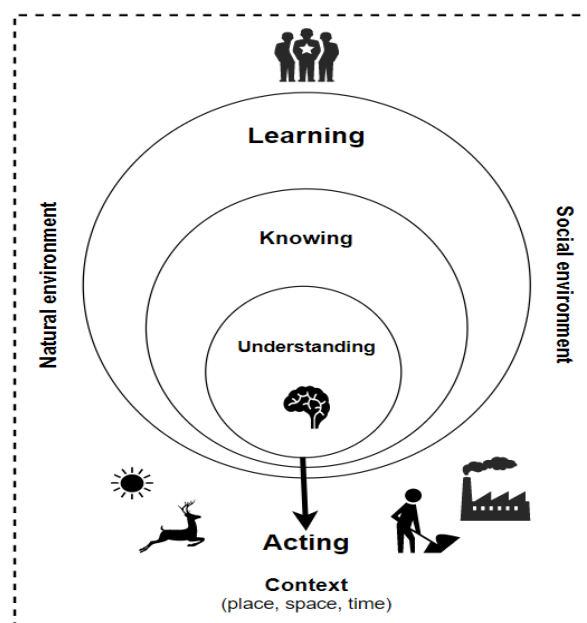 Learning
Natural environment
Social environment
Knowing
Understanding
Acting
Context
(place, space, time)